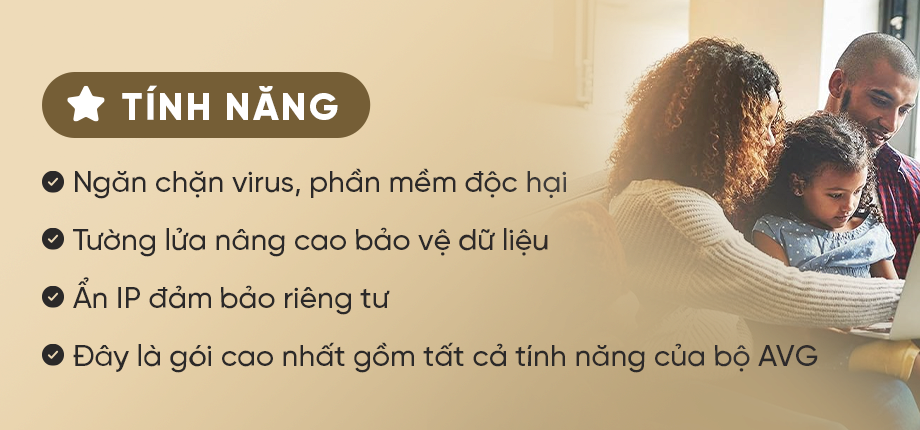 TÍNH NĂNG
Ngăn chặn virus, phần mềm độc hại
Tường lửa nâng cao bảo vệ dữ liệu
Ẩn IP đảm bảo riêng tư
Đây là gói cao nhất gồm tất cả tính năng của bộ AVG